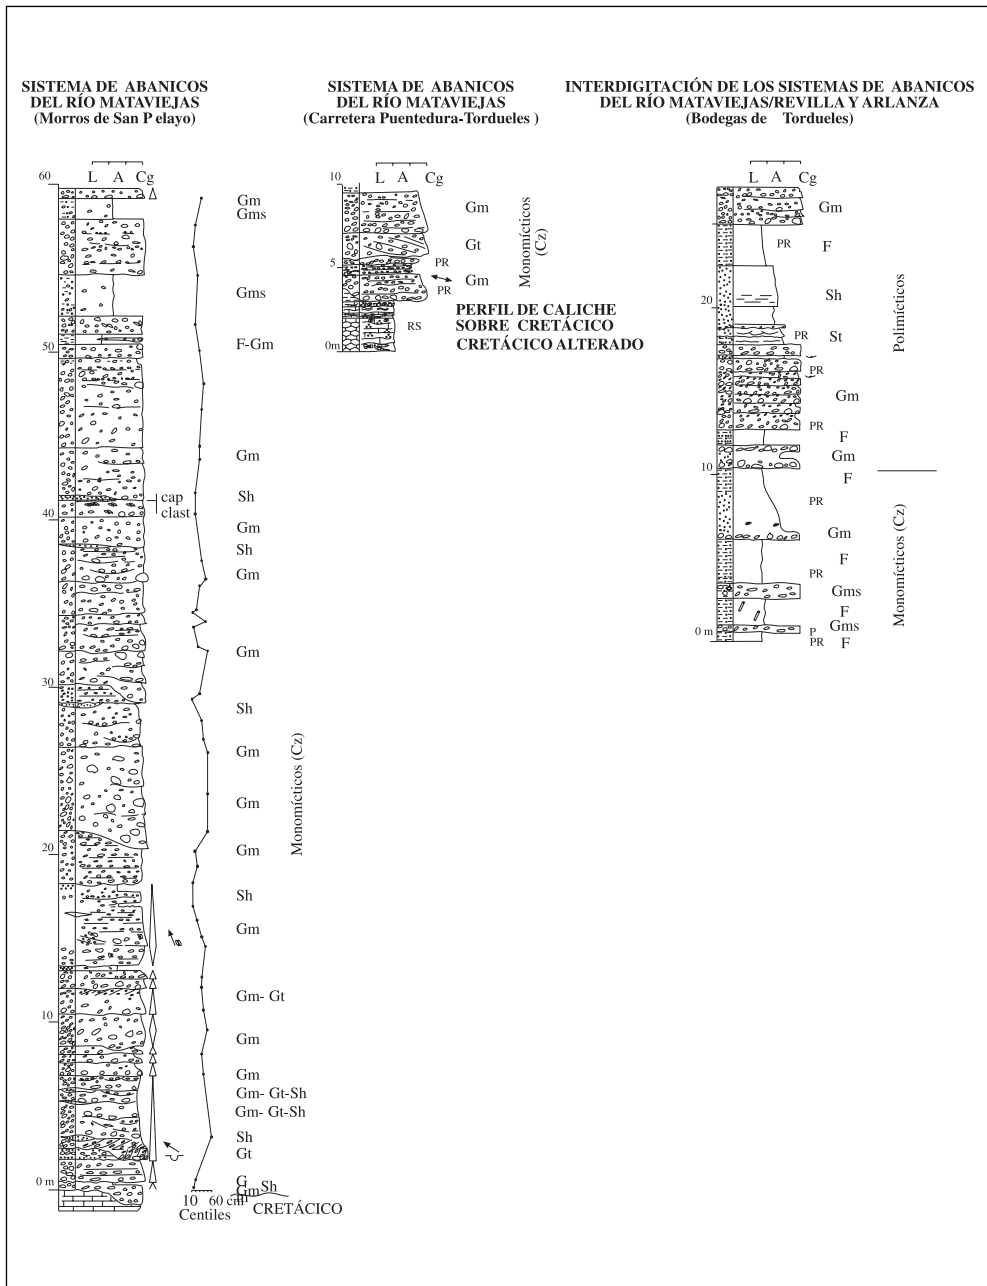 SISTEMA DE ABANICOS
DEL RÍO MATAVIEJAS
(Morros de San P elayo)
L A Cg
60
Gm
Gms
Gms
F-Gm
50
Gm
cap
clast
Sh
40
Gm
Sh
Gm
Gm
30
Sh
Gm
Monomícticos (Cz)
Gm
20
Gm
Sh
Gm
Gm- Gt
10
Gm
Gm
Gm- Gt-Sh
Gm- Gt-Sh
Sh
Gt
G
Sh
Gm
0 m
10 60 cm
Centiles
CRETÁCICO
SISTEMA DE ABANICOS
DEL RÍO MATAVIEJAS
(Carretera Puentedura-Tordueles )
L A Cg
10
Gm
Gt
Monomícticos
(Cz)
PR
5
Gm
PR
PERFIL DE CALICHE
SOBRE CRETÁCICO
RS
CRETÁCICO ALTERADO
0m
INTERDIGITACIÓN DE LOS SISTEMAS DE ABANICOS
DEL RÍO MATAVIEJAS/REVILLA Y ARLANZA
(Bodegas de Tordueles)
L A Cg
Gm
PR
F
Sh
20
Polimícticos
PR
St
PR
Gm
PR
F
Gm
10
F
PR
Gm
F
Monomícticos (Cz)
PR
Gms
F
Gms
0 m
P
PR
F